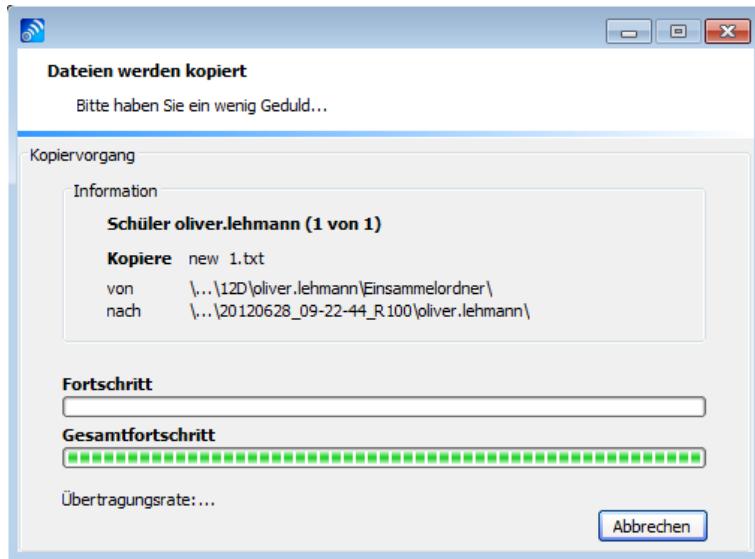 Dateien werden kopiert
Bitte haben Sie ein wenig Geduld...
Kopiervorgang
Information
Schüler oliver.lehmann (1 von 1)
Kopiere new 1.txt
von \...\12D\oliver.lehmann\Einsammelordner\
nach \...\20120628_09-22-44_R100\oliver.lehmann\
Fortschritt
Gesamtfortschritt
Übertragungsrate:...
Abbrechen